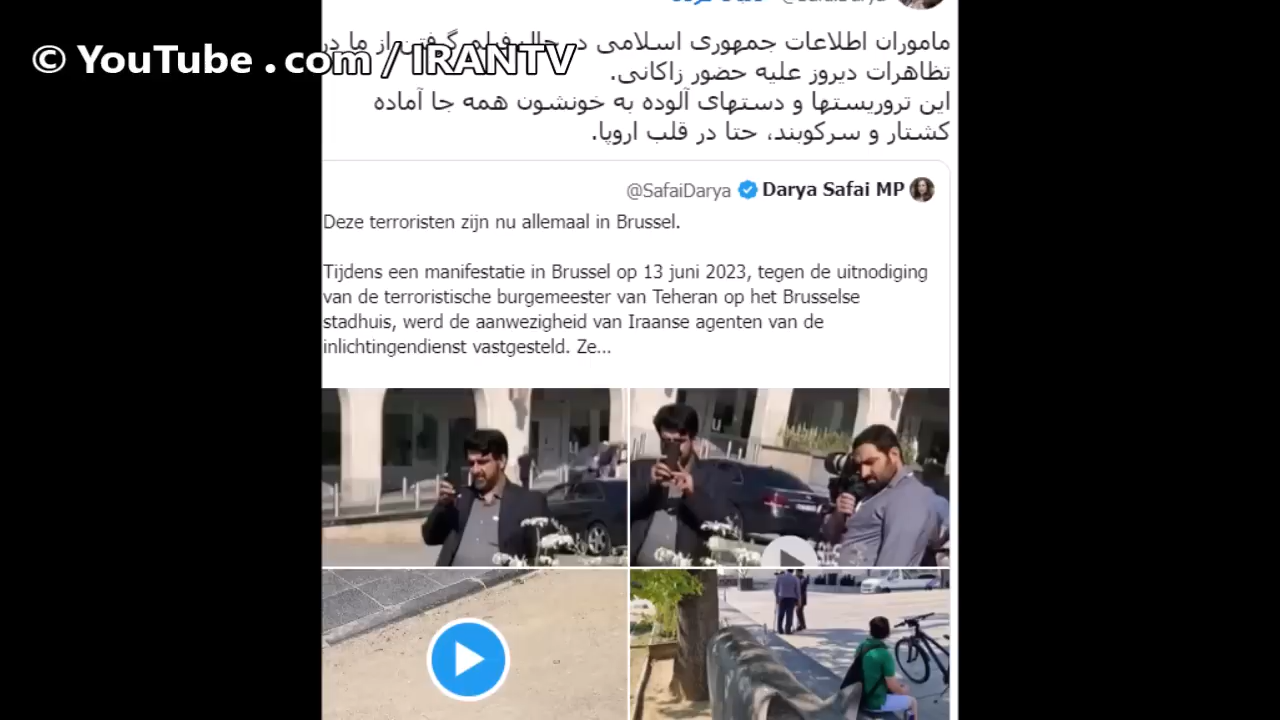 @SafaiDarya
© YouTube.com/IRANTV
ماموران اطلاعات جمهوری اسلامی در حال فیلم گرفتن از ما در
تظاهرات دیروز علیه حضور زاکانی.
این تروریستها و دستهای آلوده به خونشون همه جا آماده
کشتار و سرکوبند، حتا در قلب اروپا.
@SafaiDarya Darya Safai MP
Deze terroristen zijn nu allemaal in Brussel.
Tijdens een manifestatie in Brussel op 13 juni 2023, tegen de uitnodiging
van de terroristische burgemeester van Teheran op het Brusselse
stadhuis, werd de aanwezigheid van Iraanse agenten van de
inlichtingendienst vastgesteld. Ze...